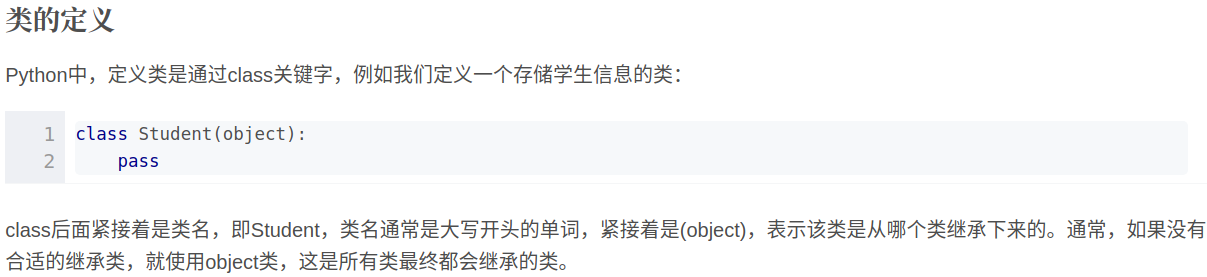 类的定义
Python中，定义类是通过class关键字，例如我们定义一个存储学生信息的类：
1 class Student(object):
2     pass
class后面紧接着是类名，即Student，类名通常是大写开头的单词，紧接着是(object)，表示该类是从哪个类继承下来的。通常，如果没有
合适的继承类，就使用object类，这是所有类最终都会继承的类。